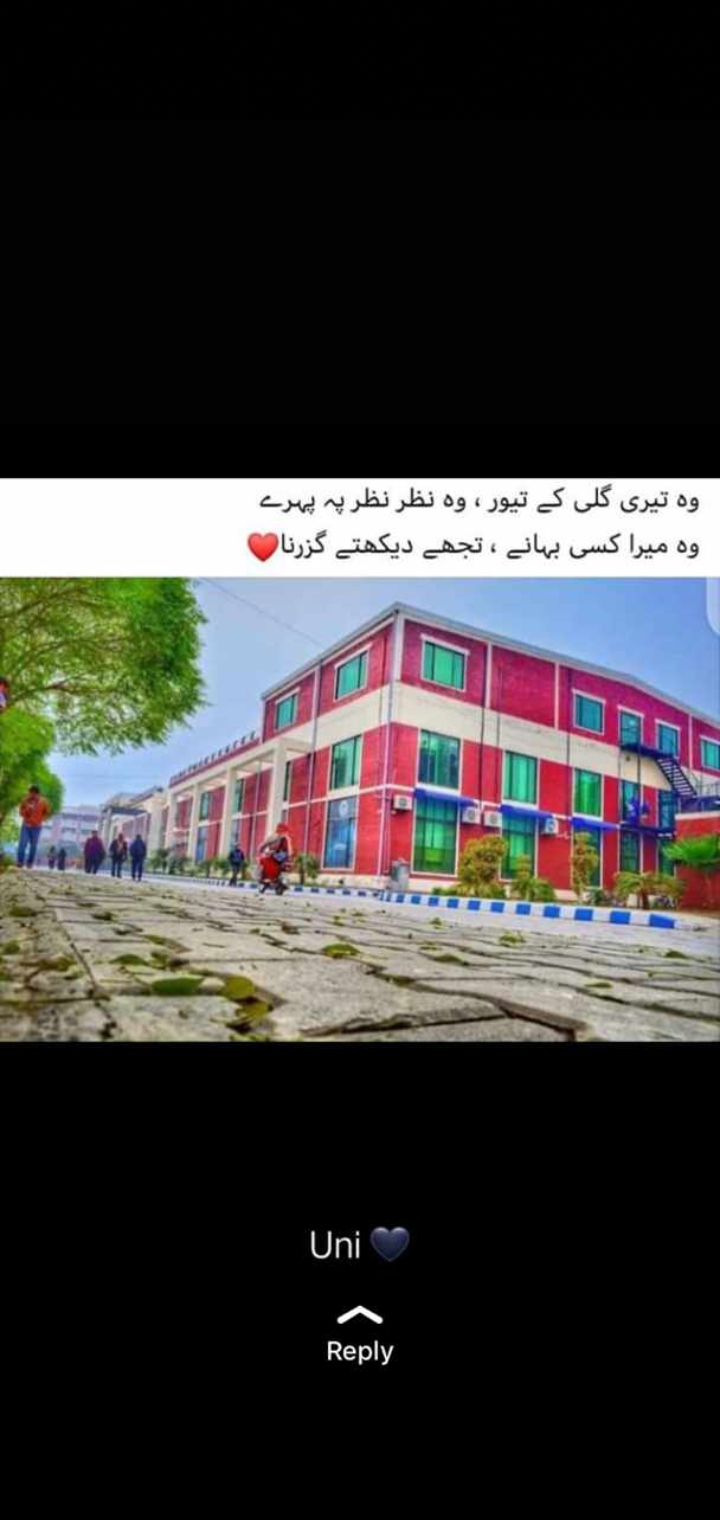 وہ تیری گلی کے تیور ، وہ نظر نظر پہ پہرے
وہ میرا کسی بہانے ، تجھے دیکھتے گزرنا❤️
Uni 🖤
Reply